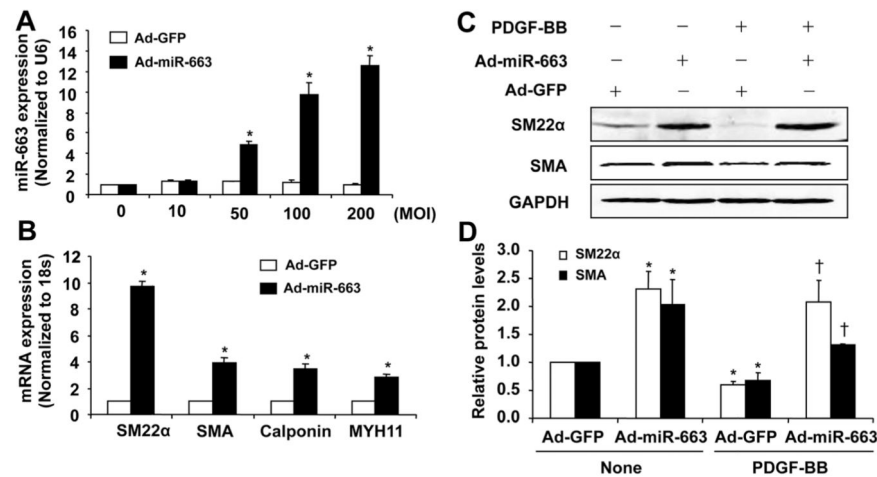 A
miR-663 expression
(Normalized to U6)
16
14
12
10
8
6
4
2
0
Ad-GFP
Ad-miR-663
*
*
*
0 10 50 100 200 (MOI)
B
mRNA expression
(Normalized to 18s)
12
10
8
6
4
2
0
Ad-GFP
Ad-miR-663
*
*
*
*
SM22α SMA Calponin MYH11
C
PDGF-BB − − + +
Ad-miR-663 − + − +
Ad-GFP + − + −
SM22α
SMA
GAPDH
D
Relative protein levels
3.0
2.5
2.0
1.5
1.0
0.5
0.0
SM22α
SMA
* *
* *
†
†
Ad-GFP Ad-miR-663 Ad-GFP Ad-miR-663
None PDGF-BB